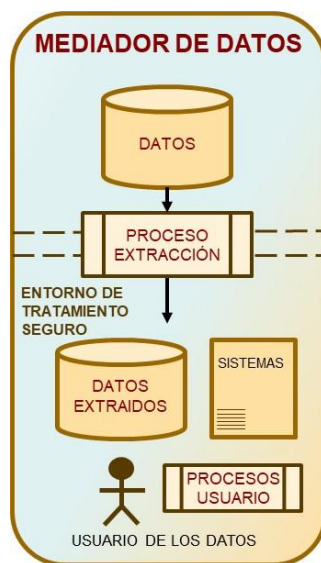 MEDIADOR DE DATOS
DATOS
PROCESO
EXTRACCIÓN
ENTORNO DE
TRATAMIENTO
SEGURO
DATOS
EXTRAIDOS
SISTEMAS
PROCESOS
USUARIO
USUARIO DE LOS DATOS